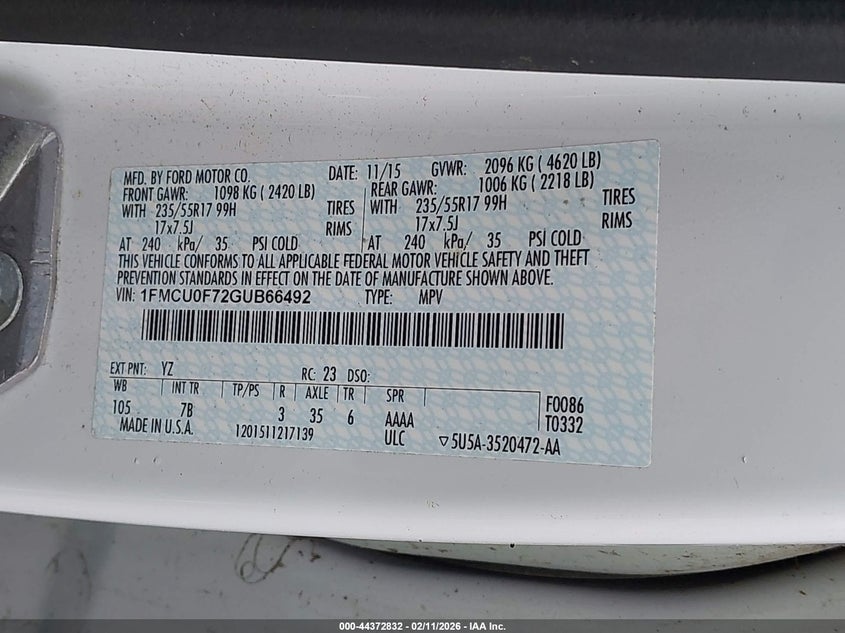 MFD. BY FORD MOTOR CO. DATE: 11/15 GVWR: 2096 KG ( 4620 LB)
FRONT GAWR: 1098 KG ( 2420 LB) REAR GAWR: 1006 KG ( 2218 LB)
WITH 235/55R17 99H TIRES WITH 235/55R17 99H TIRES
17x7.5J RIMS 17x7.5J RIMS
AT 240 kPa/ 35 PSI COLD AT 240 kPa/ 35 PSI COLD
THIS VEHICLE CONFORMS TO ALL APPLICABLE FEDERAL MOTOR VEHICLE SAFETY AND THEFT
PREVENTION STANDARDS IN EFFECT ON THE DATE OF MANUFACTURE SHOWN ABOVE.
VIN: 1FMCU0F72GUB66492 TYPE: MPV
EXT PNT: YZ RC: 23 DSO:
WB INT TR TP/PS R AXLE TR SPR
105 7B 3 35 6 AAAA F0086
ULC T0332
MADE IN U.S.A. 1201511217139 ▽5U5A-3520472-AA
000-44372832 - 02/11/2026 - IAA Inc.